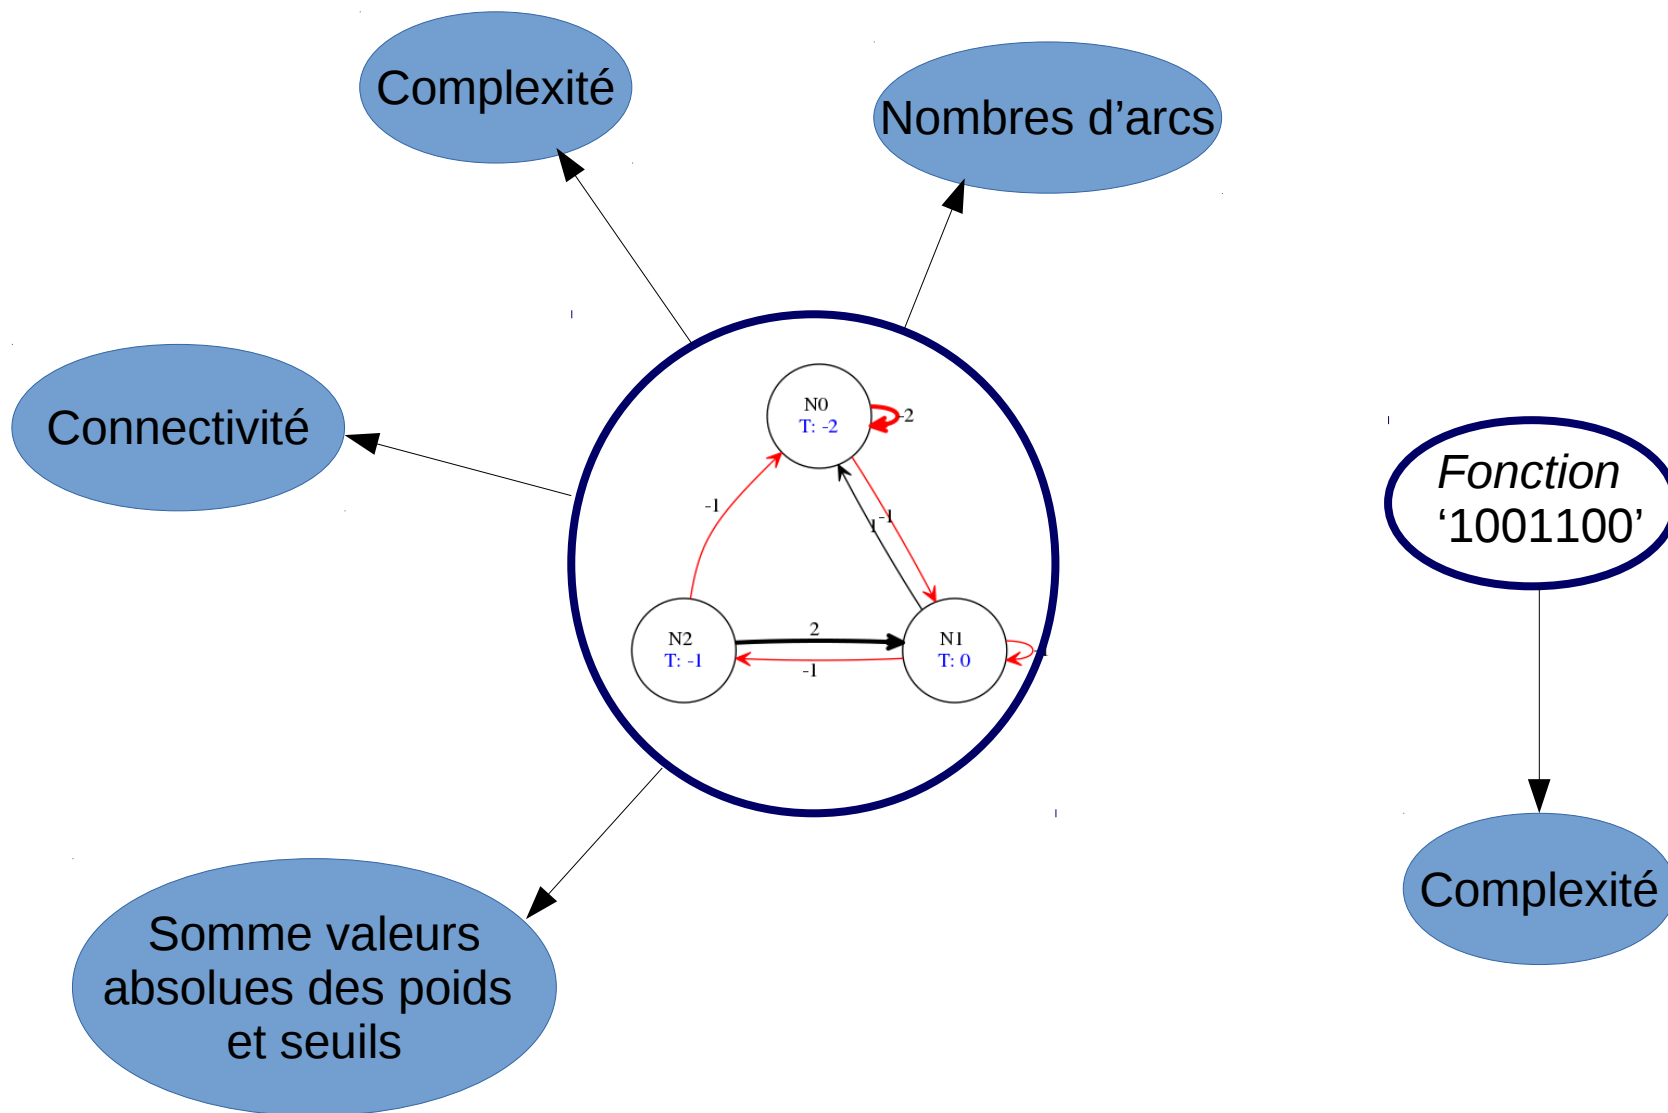 Complexité
Nombres d’arcs
Connectivité
N0
T: -2
-2
-1
1
-1
N2
T: -1
2
-1
N1
T: 0
-1
Fonction
‘1001100’
Complexité
Somme valeurs
absolues des poids
et seuils